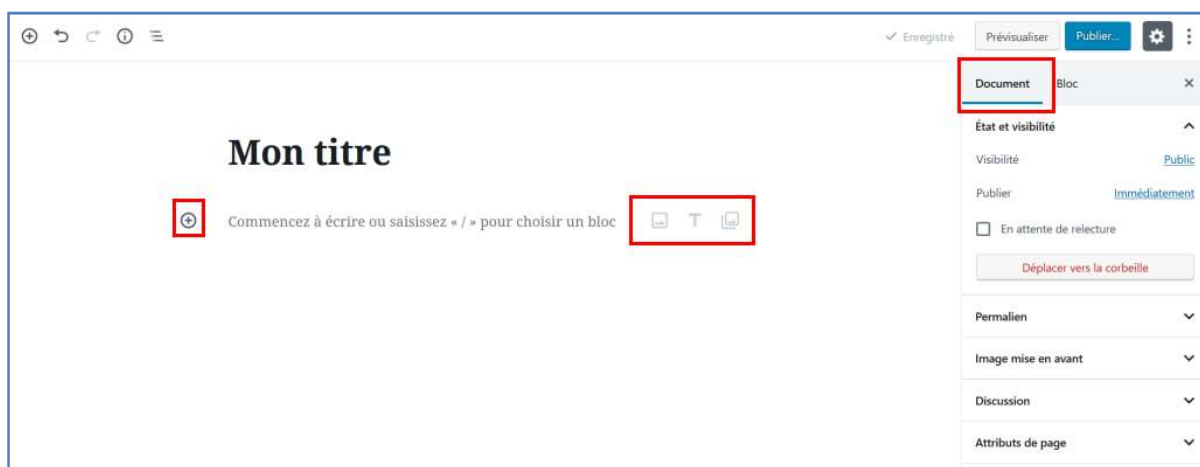 Enregistré Prévisualiser Publier...
Document Bloc
État et visibilité
Mon titre
Visibilité Public
Publier Immédiatement
Commencez à écrire ou saisissez « / » pour choisir un bloc
En attente de relecture
Déplacer vers la corbeille
Permalien
Image mise en avant
Discussion
Attributs de page